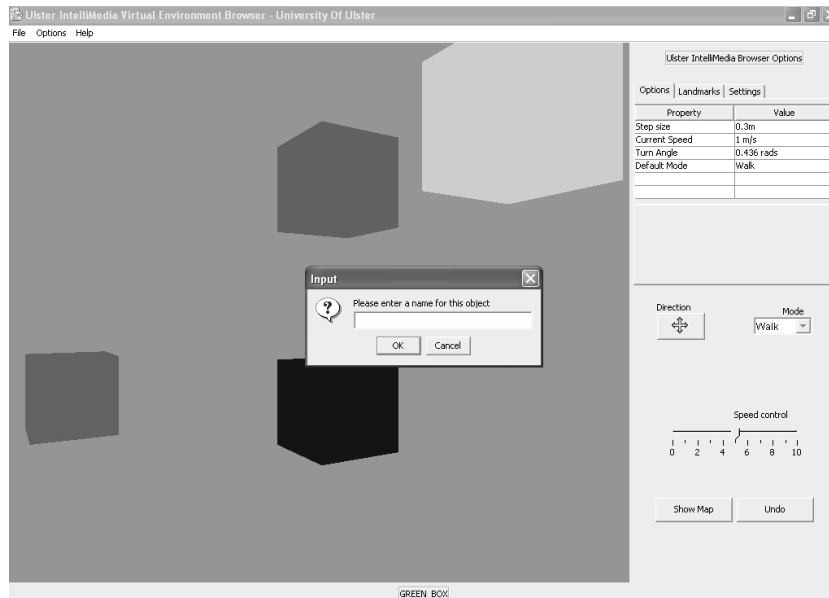 Ulster IntelliMedia Virtual Environment Browser - University Of Ulster
File Options Help
Ulster IntelliMedia Browser Options
Options Landmarks Settings
Property Value
Step size 0.3m
Current Speed 1 m/s
Turn Angle 0.436 rads
Default Mode Walk
Input
Please enter a name for this object
OK Cancel
Direction Mode
Walk
Speed control
0 2 4 6 8 10
Show Map Undo
GREEN BOX